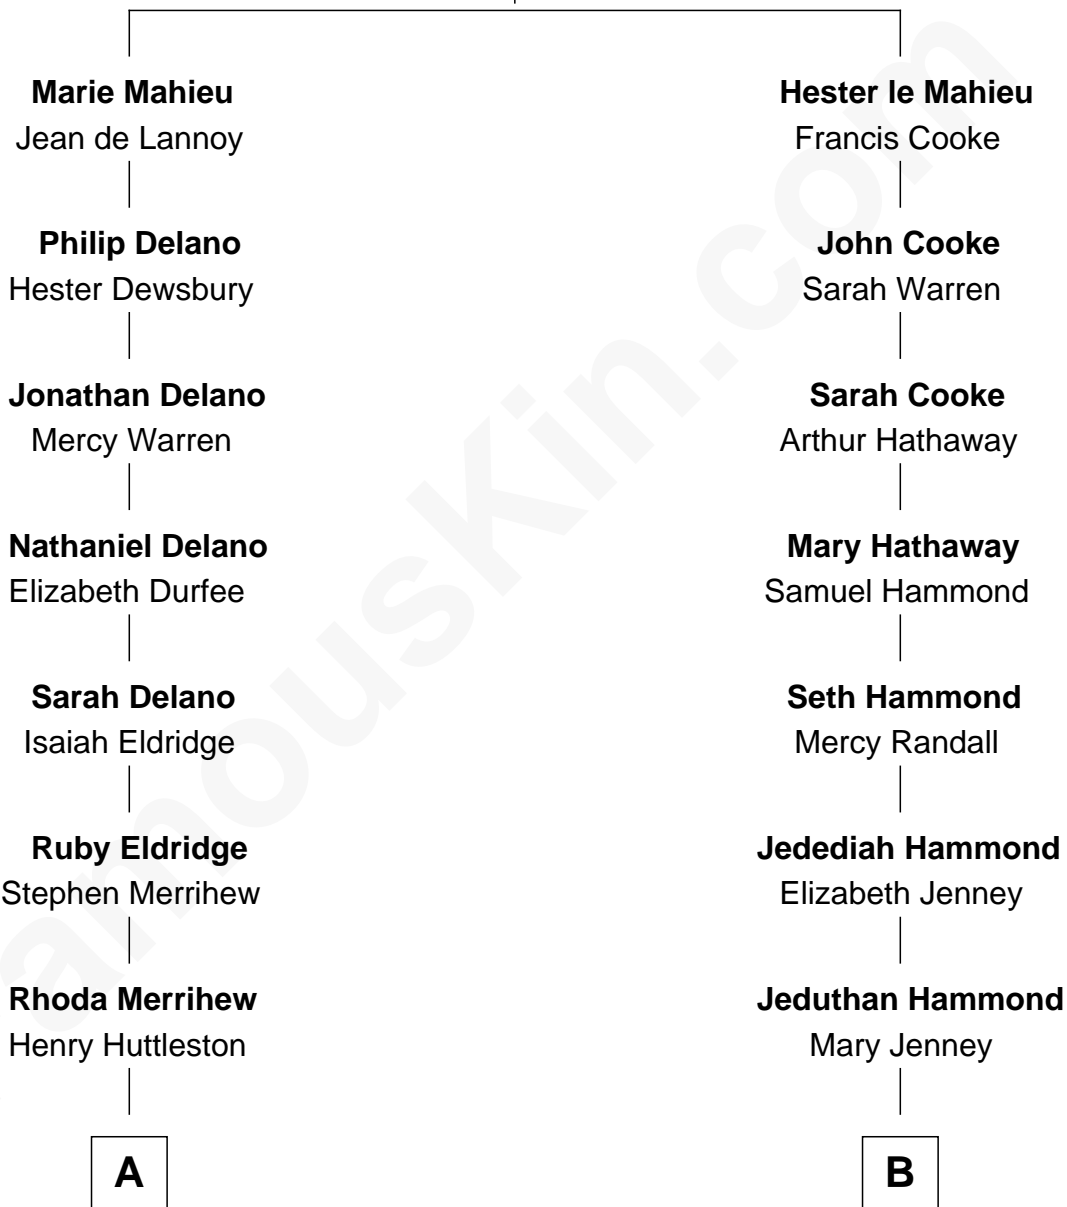 Marie Mahieu
Jean de Lannoy
Philip Delano
Hester Dewsbury
Jonathan Delano
Mercy Warren
Nathaniel Delano
Elizabeth Durfee
Sarah Delano
Isaiah Eldridge
Ruby Eldridge
Stephen Merrihew
Rhoda Merrihew
Henry Huttleston
A
Hester le Mahieu
Francis Cooke
John Cooke
Sarah Warren
Sarah Cooke
Arthur Hathaway
Mary Hathaway
Samuel Hammond
Seth Hammond
Mercy Randall
Jedediah Hammond
Elizabeth Jenney
Jeduthan Hammond
Mary Jenney
B
amouskin.com